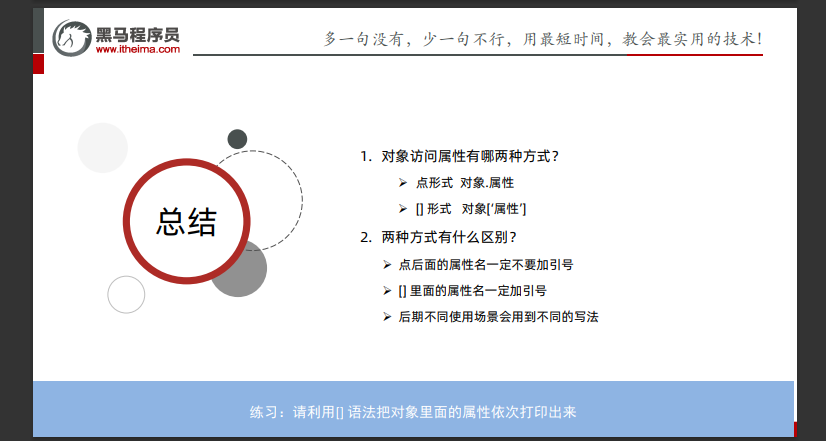 黑马程序员
www.itheima.com
多一句没有，少一句不行，用最短时间，教会最实用的技术！
总结
1. 对象访问属性有哪两种方式？
➢ 点形式 对象.属性
➢ [] 形式 对象[‘属性’]
2. 两种方式有什么区别？
➢ 点后面的属性名一定不要加引号
➢ [] 里面的属性名一定加引号
➢ 后期不同使用场景会用到不同的写法
练习：请利用[] 语法把对象里面的属性依次打印出来